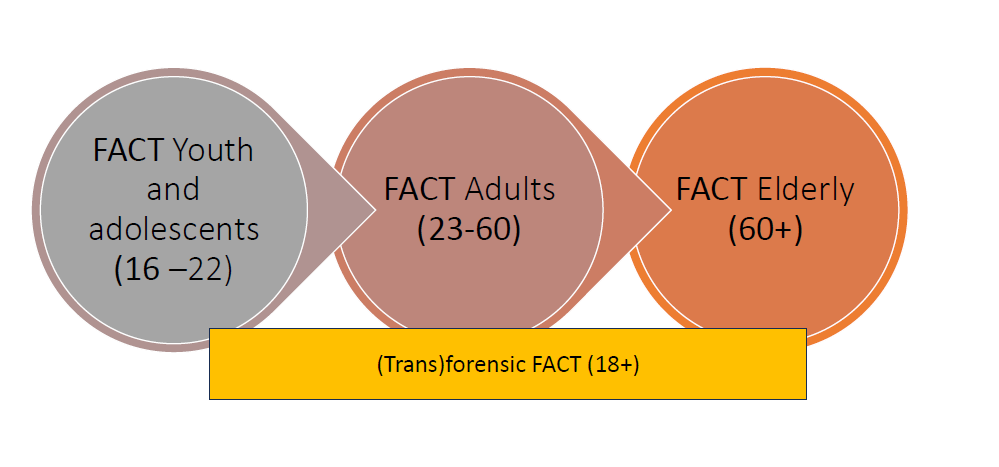 FACT Youth
and
adolescents
(16 –22)
FACT Adults
(23-60)
FACT Elderly
(60+)
(Trans)forensic FACT (18+)